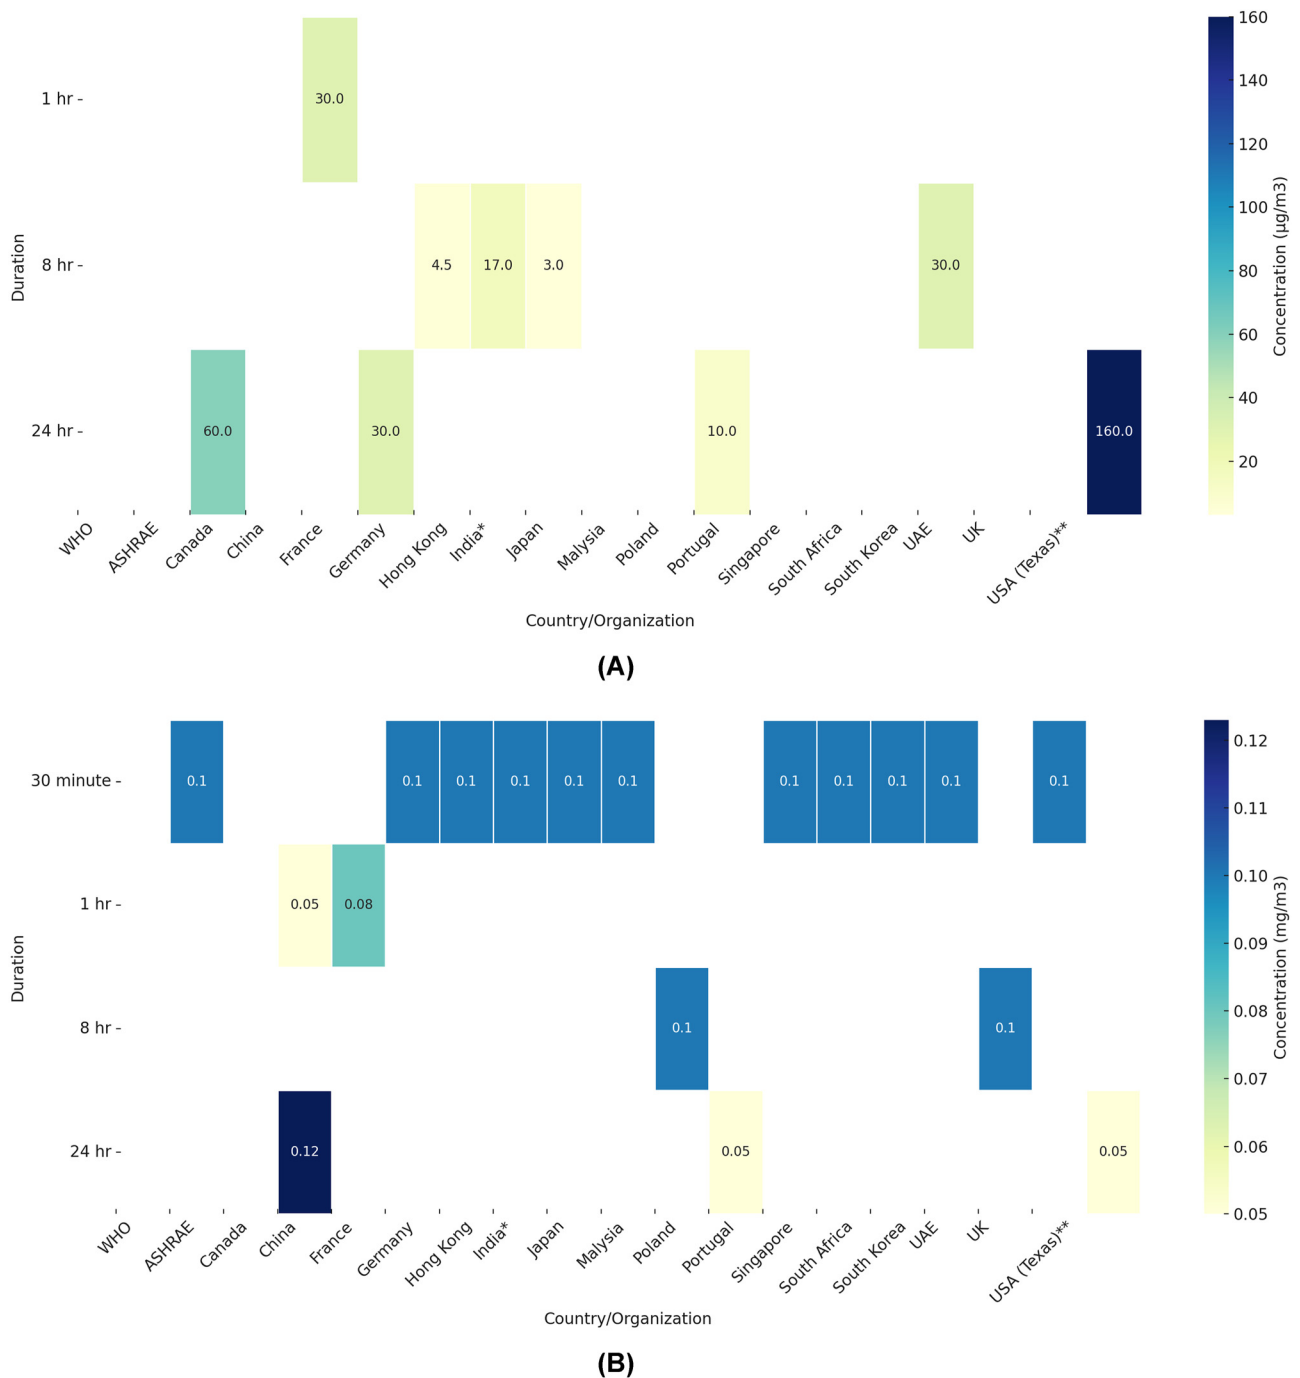 160
140
120
100
80
60
40
20
Concentration (µg/m3)
1 hr
8 hr
24 hr
Duration
30.0
4.5 17.0 3.0 30.0
60.0 30.0 10.0 160.0
WHO
ASHRAE
Canada
China
France
Germany
Hong Kong
India*
Japan
Malysia
Poland
Portugal
Singapore
South Africa
South Korea
UAE
UK
USA (Texas)**
Country/Organization
(A)
0.12
0.11
0.10
0.09
0.08
0.07
0.06
0.05
Concentration (mg/m3)
30 minute
1 hr
8 hr
24 hr
Duration
0.1 0.1 0.1 0.1 0.1 0.1 0.1 0.1 0.1 0.1 0.1
0.05 0.08
0.1 0.1
0.12 0.05 0.05
WHO
ASHRAE
Canada
China
France
Germany
Hong Kong
India*
Japan
Malysia
Poland
Portugal
Singapore
South Africa
South Korea
UAE
UK
USA (Texas)**
Country/Organization
(B)